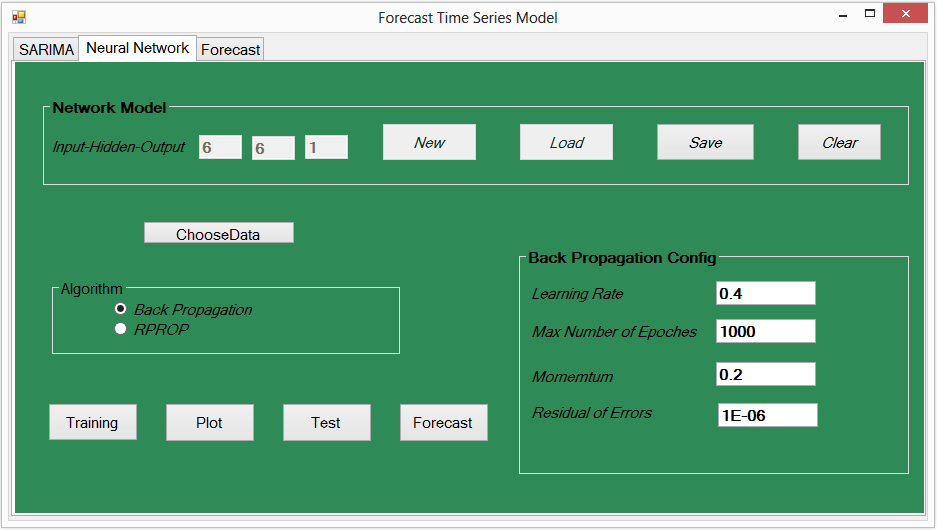 Forecast Time Series Model
SARIMA Neural Network Forecast
Network Model
Input-Hidden-Output 6 6 1 New Load Save Clear
ChooseData
Algorithm
Back Propagation
RPROP
Training Plot Test Forecast
Back Propagation Config
Learning Rate 0.4
Max Number of Epoches 1000
Momemtum 0.2
Residual of Errors 1E-06